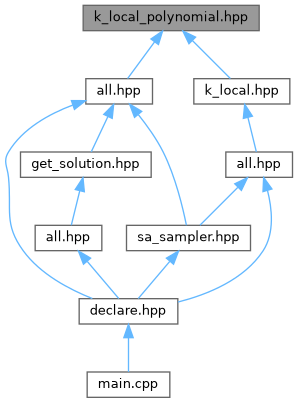 k_local_polynomial.hpp
all.hpp
k_local.hpp
get_solution.hpp
all.hpp
all.hpp
sa_sampler.hpp
declare.hpp
main.cpp